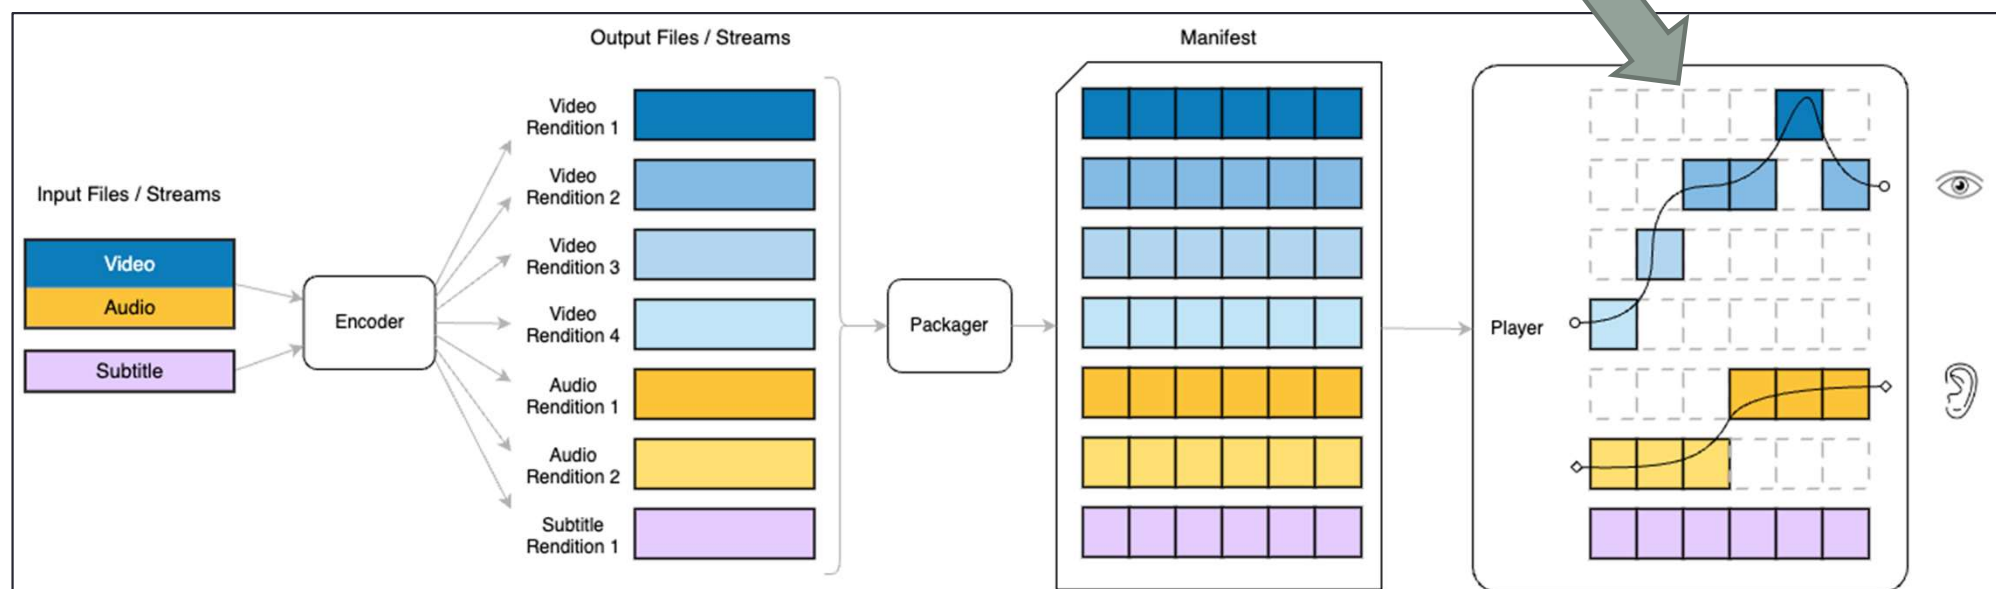 Output Files / Streams
Manifest
Input Files / Streams
Video
Audio
Subtitle
Encoder
Video
Rendition 1
Video
Rendition 2
Video
Rendition 3
Video
Rendition 4
Audio
Rendition 1
Audio
Rendition 2
Subtitle
Rendition 1
Packager
Player